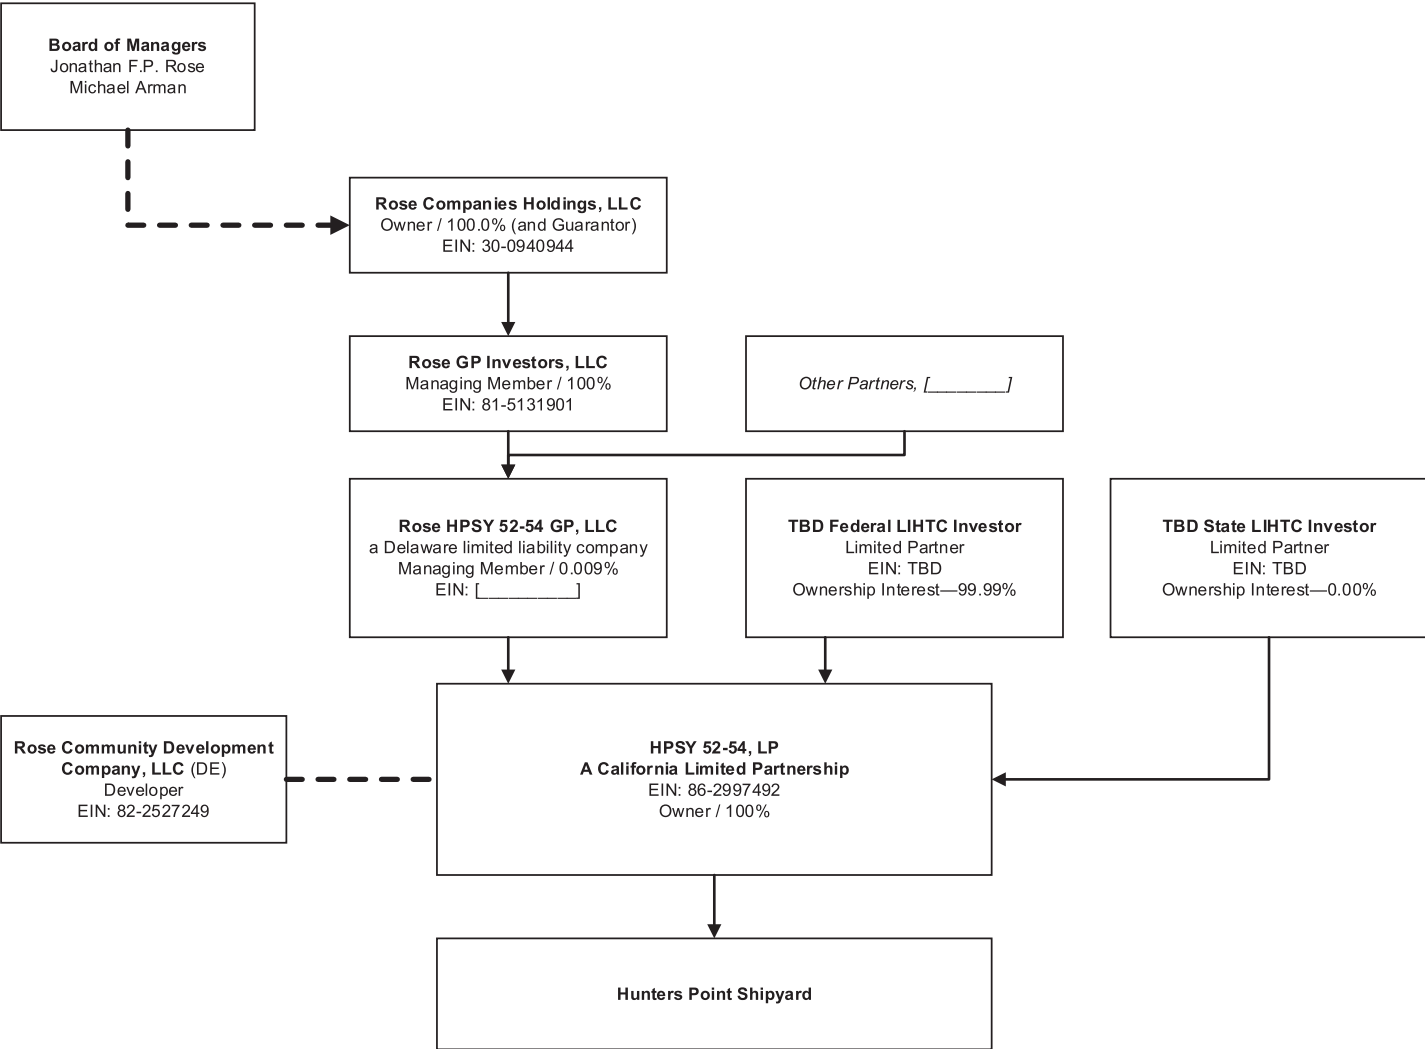 Board of Managers
Jonathan F.P. Rose
Michael Arman
Rose Companies Holdings, LLC
Owner / 100.0% (and Guarantor)
EIN: 30-0940944
Rose GP Investors, LLC
Managing Member / 100%
EIN: 81-5131901
Other Partners, [________]
Rose HPSY 52-54 GP, LLC
a Delaware limited liability company
Managing Member / 0.009%
EIN: [__________]
TBD Federal LIHTC Investor
Limited Partner
EIN: TBD
Ownership Interest—99.99%
TBD State LIHTC Investor
Limited Partner
EIN: TBD
Ownership Interest—0.00%
Rose Community Development
Company, LLC (DE)
Developer
EIN: 82-2527249
HPSY 52-54, LP
A California Limited Partnership
EIN: 86-2997492
Owner / 100%
Hunters Point Shipyard